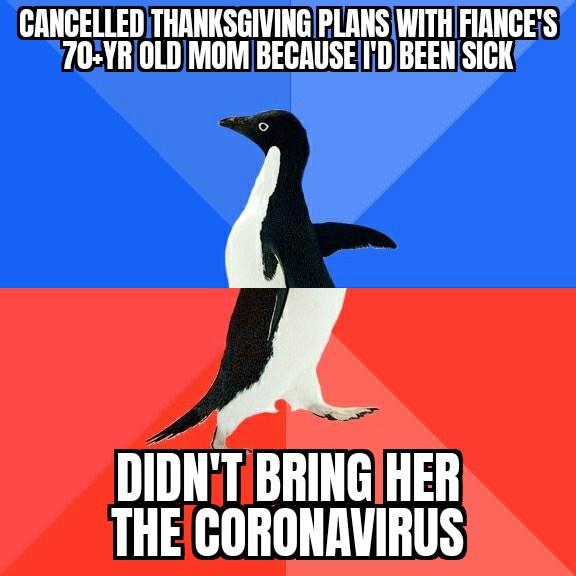 CANCELLED THANKSGIVING PLANS WITH FIANCE'S
70+YR OLD MOM BECAUSE I'D BEEN SICK
DIDN'T BRING HER
THE CORONAVIRUS